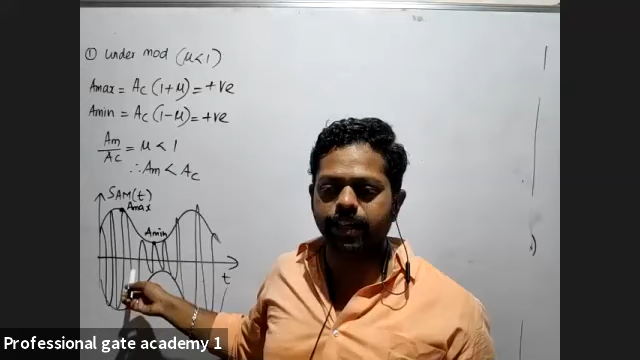 ① under mod (μ<1)
Amax = Ac(1+μ) = +ve
Amin = Ac(1-μ) = +ve
Am/Ac = μ < 1
∴ Am < Ac
SAM(t)
Amax
Amin
t
Professional gate academy 1